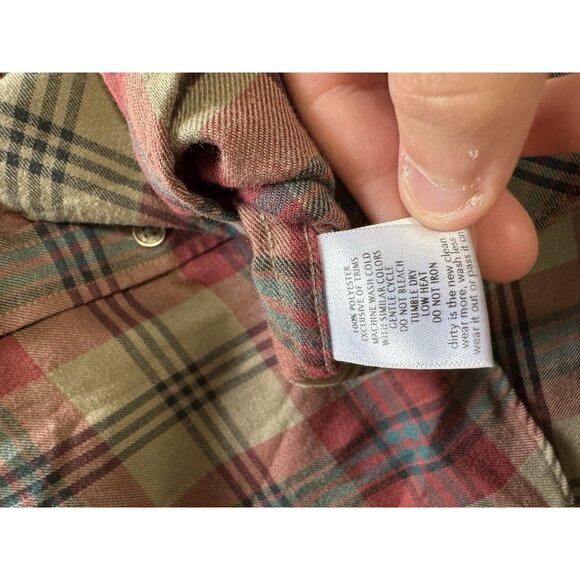 100% POLYESTER
EXCLUSIVE OF TRIMS
MACHINE WASH COLD
WITH SIMILAR COLORS
GENTLE CYCLE
DO NOT BLEACH
TUMBLE DRY
LOW HEAT
DO NOT IRON
dirty is the new clean
wear more, wash less
wear it out or pass it on